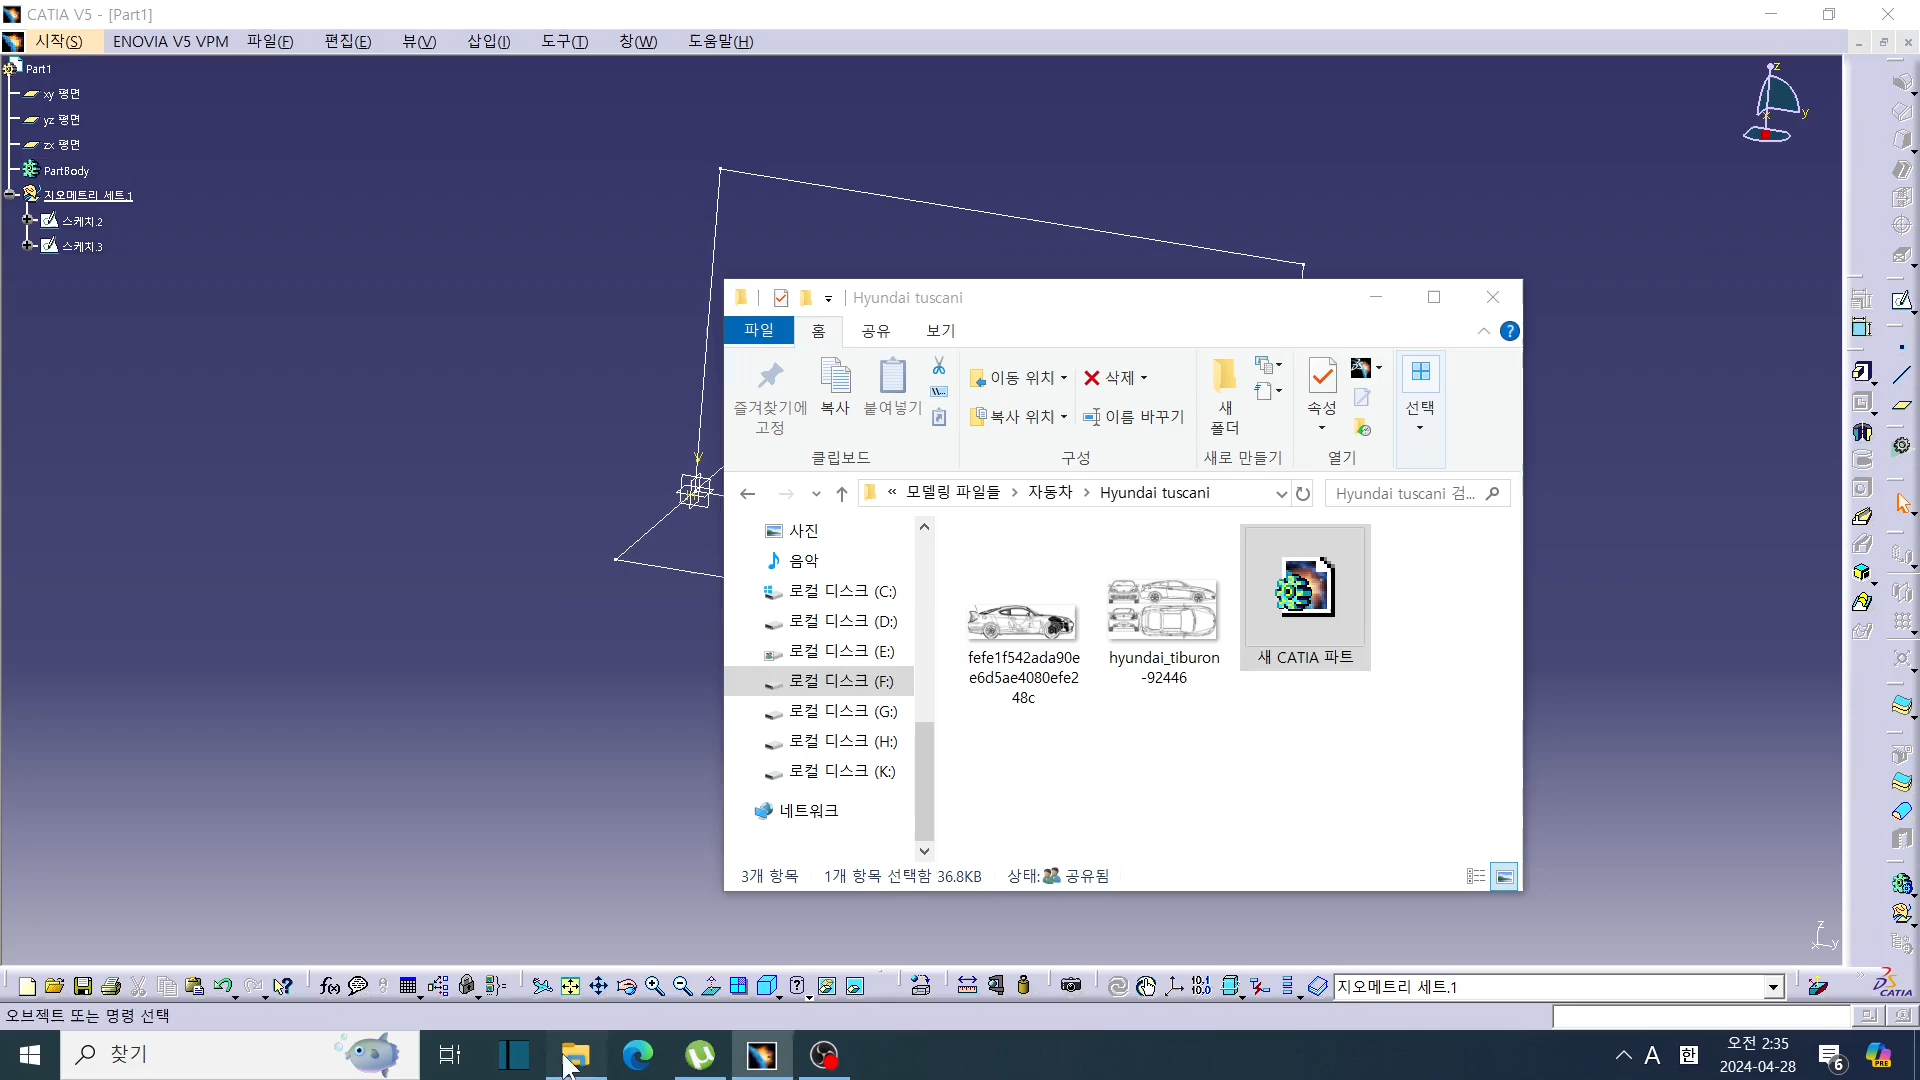 CATIA V5 - [Part1]
시작(S) ENOVIA V5 VPM 파일(F) 편집(E) 뷰(V) 삽입(I) 도구(T) 창(W) 도움말(H)
Part1
xy 평면
yz 평면
zx 평면
PartBody
지오메트리 세트.1
스케치.2
스케치.3
z
y
x
Hyundai tuscani
파일 홈 공유 보기
즐겨찾기에
고정
복사
붙여넣기
이동 위치
복사 위치
삭제
이름 바꾸기
새
폴더
속성
선택
클립보드 구성 새로 만들기 열기
« 모델링 파일들 > 자동차 > Hyundai tuscani
Hyundai tuscani 검...
사진
음악
로컬 디스크 (C:)
로컬 디스크 (D:)
로컬 디스크 (E:)
로컬 디스크 (F:)
로컬 디스크 (G:)
로컬 디스크 (H:)
로컬 디스크 (K:)
네트워크
fefe1f542ada90e
e6d5ae4080efe2
48c
hyundai_tiburon
-92446
새 CATIA 파트
3개 항목 1개 항목 선택함 36.8KB 상태: 공유됨
지오메트리 세트.1
CATIA
오브젝트 또는 명령 선택
찾기
A 한
오전 2:35
2024-04-28
6
PRE